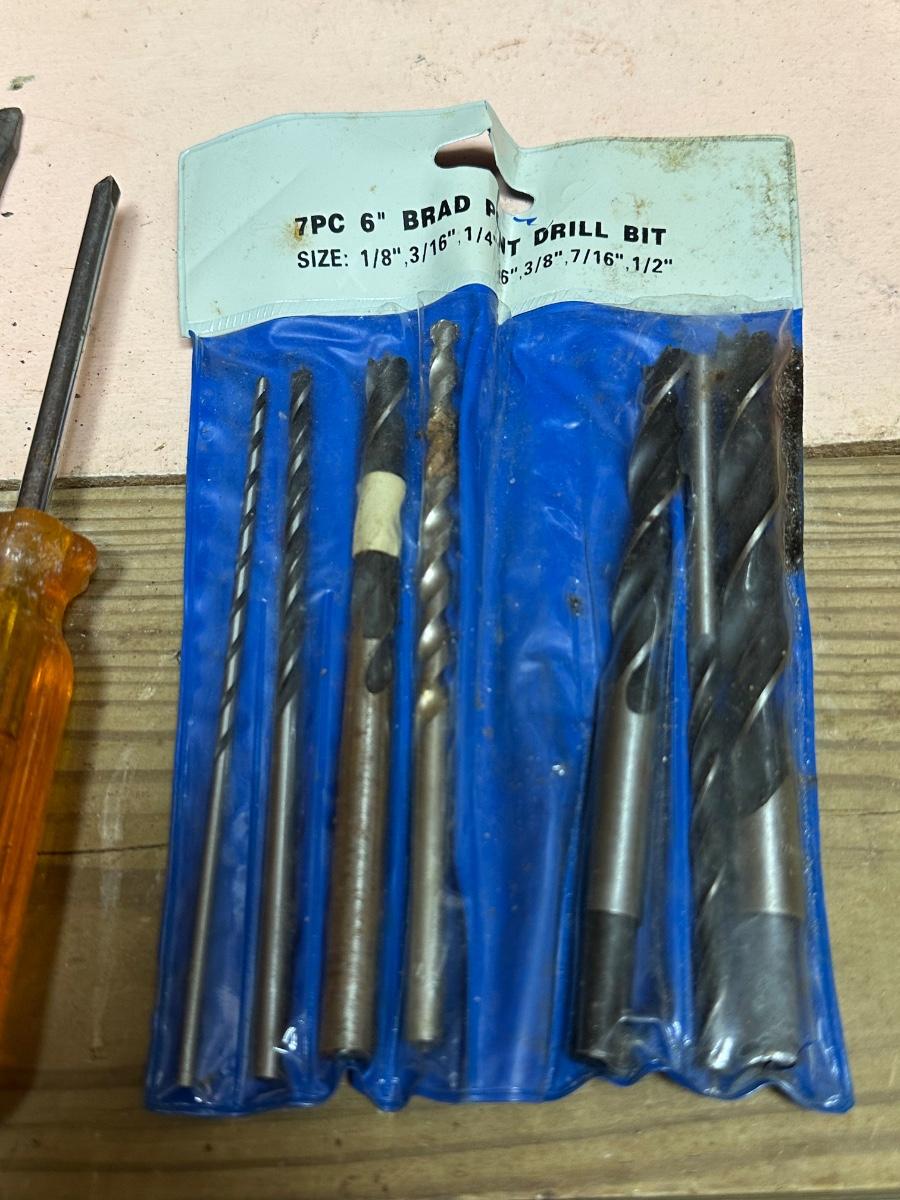 7PC 6" BRAD P NT DRILL BIT
SIZE: 1/8",3/16",1/4" 6",3/8",7/16",1/2"